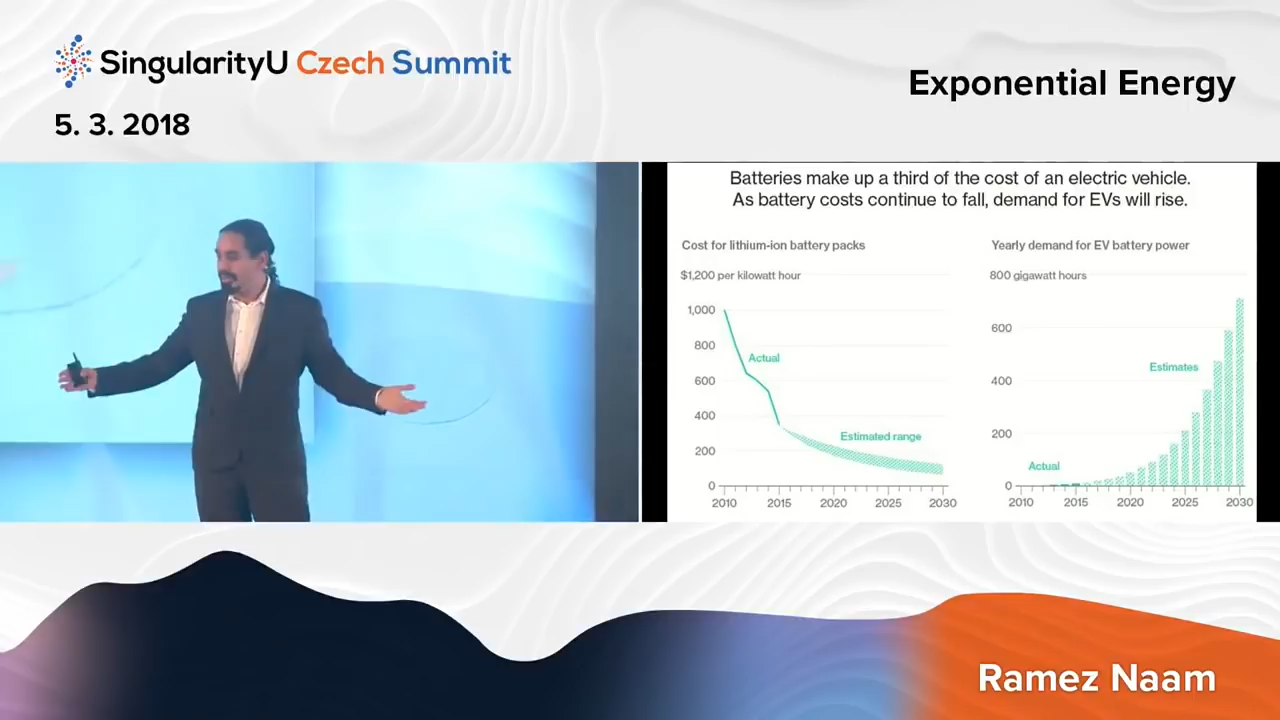 SingularityU Czech Summit
5. 3. 2018
Exponential Energy
Batteries make up a third of the cost of an electric vehicle.
As battery costs continue to fall, demand for EVs will rise.
Cost for lithium-ion battery packs
$1,200 per kilowatt hour
1,000
800
600
400
200
0
Actual
Estimated range
2010
2015
2020
2025
2030
Yearly demand for EV battery power
800 gigawatt hours
600
400
200
0
Estimates
Actual
2010
2015
2020
2025
2030
Ramez Naam